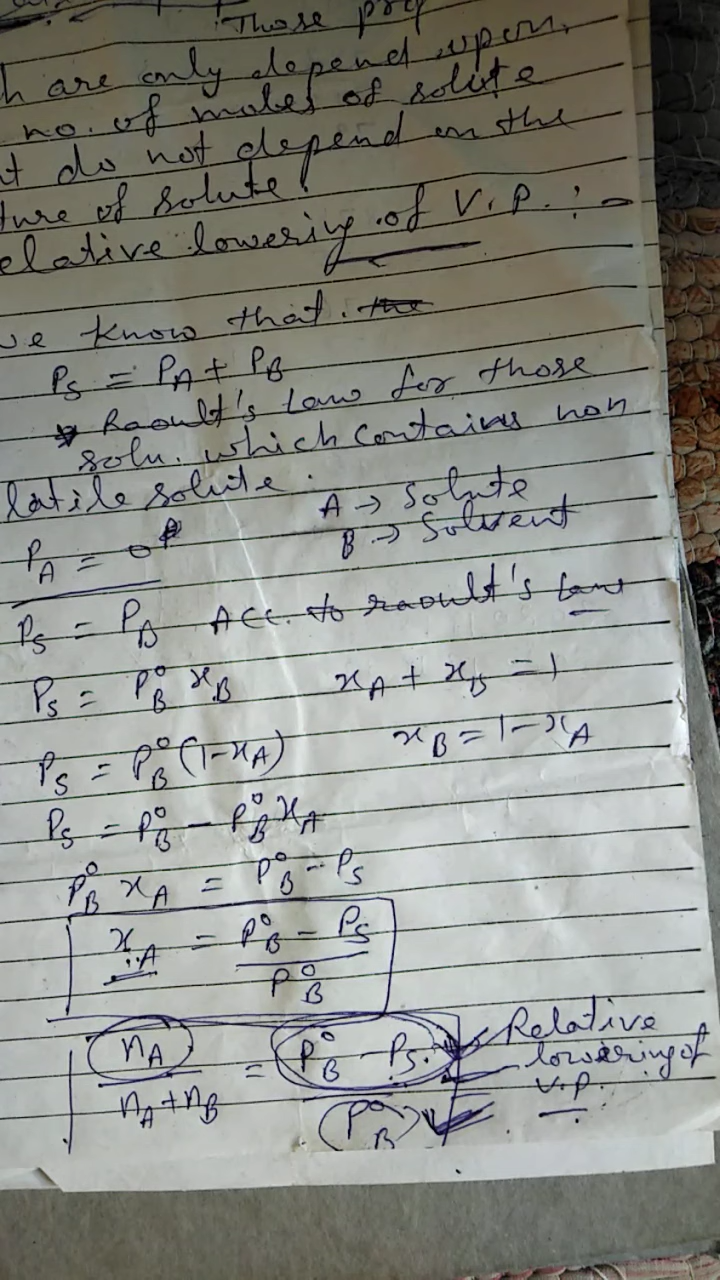 Those prop
h are only depend upon
no. of moles of solute
t do not depend on the
ture of solute.
elative lowering of V.P. : -
we know that.
Ps = PA + PB
Raoult's Law for those
soln. which contains non
latile solute.
A → Solute
PA = 0
B → Solvent
Ps = PB Acc. to raoult's law
Ps = P°B xB xA + xB = 1
Ps = P°B (1-xA) xB = 1-xA
Ps = P°B - P°B xA
P°B xA = P°B - Ps
xA = P°B - Ps / P°B
nA / nA + nB = P°B - Ps / P°B
Relative
lowering of
V.P.